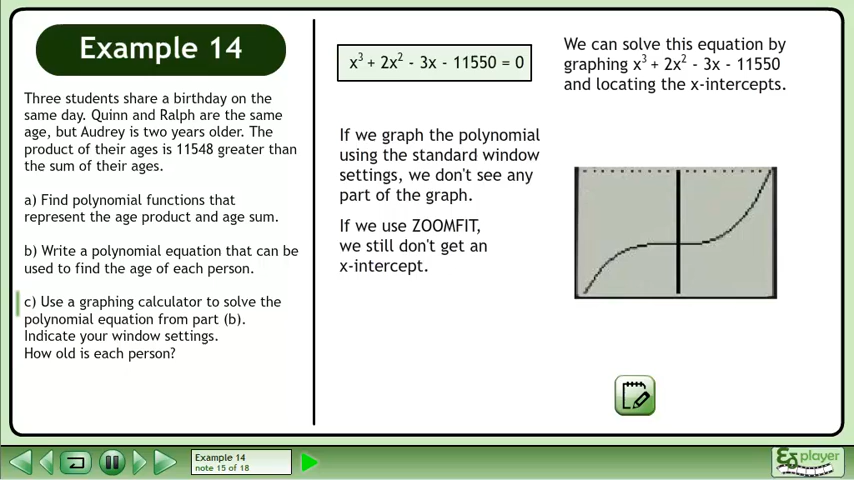 Example 14
Three students share a birthday on the
same day. Quinn and Ralph are the same
age, but Audrey is two years older. The
product of their ages is 11548 greater than
the sum of their ages.
a) Find polynomial functions that
represent the age product and age sum.
b) Write a polynomial equation that can be
used to find the age of each person.
c) Use a graphing calculator to solve the
polynomial equation from part (b).
Indicate your window settings.
How old is each person?
x³ + 2x² - 3x - 11550 = 0
If we graph the polynomial
using the standard window
settings, we don't see any
part of the graph.
If we use ZOOMFIT,
we still don't get an
x-intercept.
We can solve this equation by
graphing x³ + 2x² - 3x - 11550
and locating the x-intercepts.
Example 14
note 15 of 18
player